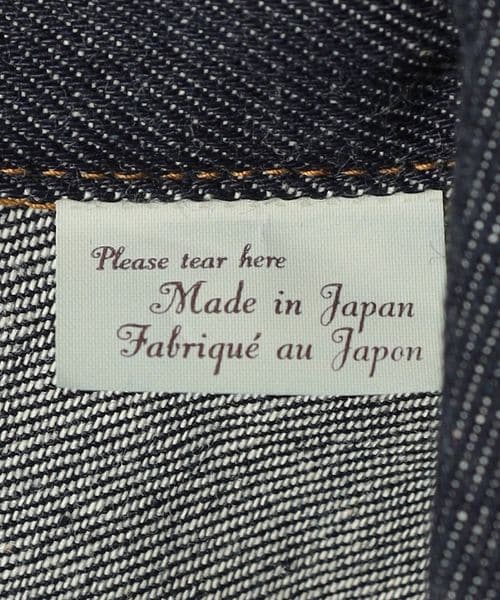 Please tear here
Made in Japan
Fabriqué au Japon